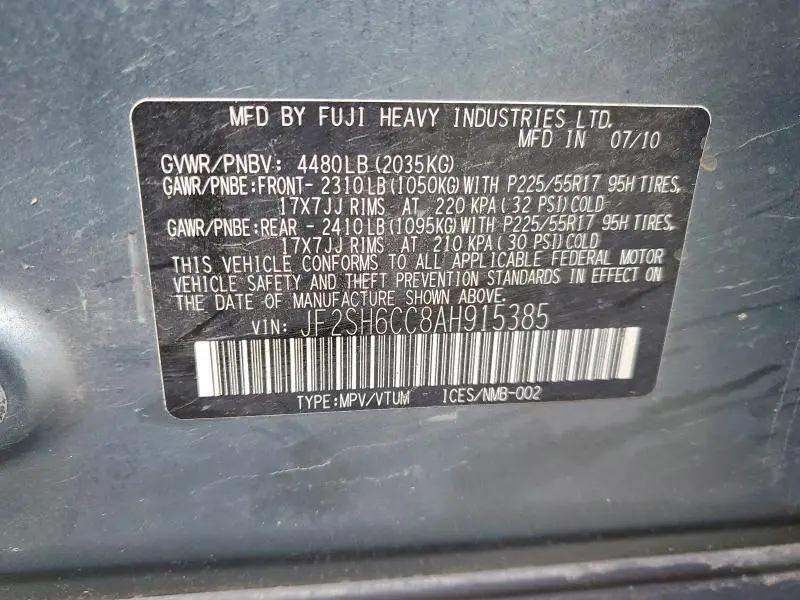 MFD BY FUJI HEAVY INDUSTRIES LTD.
MFD IN 07/10
GVWR/PNBV: 4480LB(2035KG)
GAWR/PNBE:FRONT-2310LB(1050KG)WITH P225/55R17 95H TIRES,
17X7JJ RIMS AT 220 KPA(32 PSI)COLD
GAWR/PNBE:REAR -2410LB(1095KG)WITH P225/55R17 95H TIRES,
17X7JJ RIMS AT 210 KPA(30 PSI)COLD
THIS VEHICLE CONFORMS TO ALL APPLICABLE FEDERAL MOTOR
VEHICLE SAFETY AND THEFT PREVENTION STANDARDS IN EFFECT ON
THE DATE OF MANUFACTURE SHOWN ABOVE.
VIN: JF2SH6CC8AH915385
TYPE:MPV/VTUM ICES/NMB-002